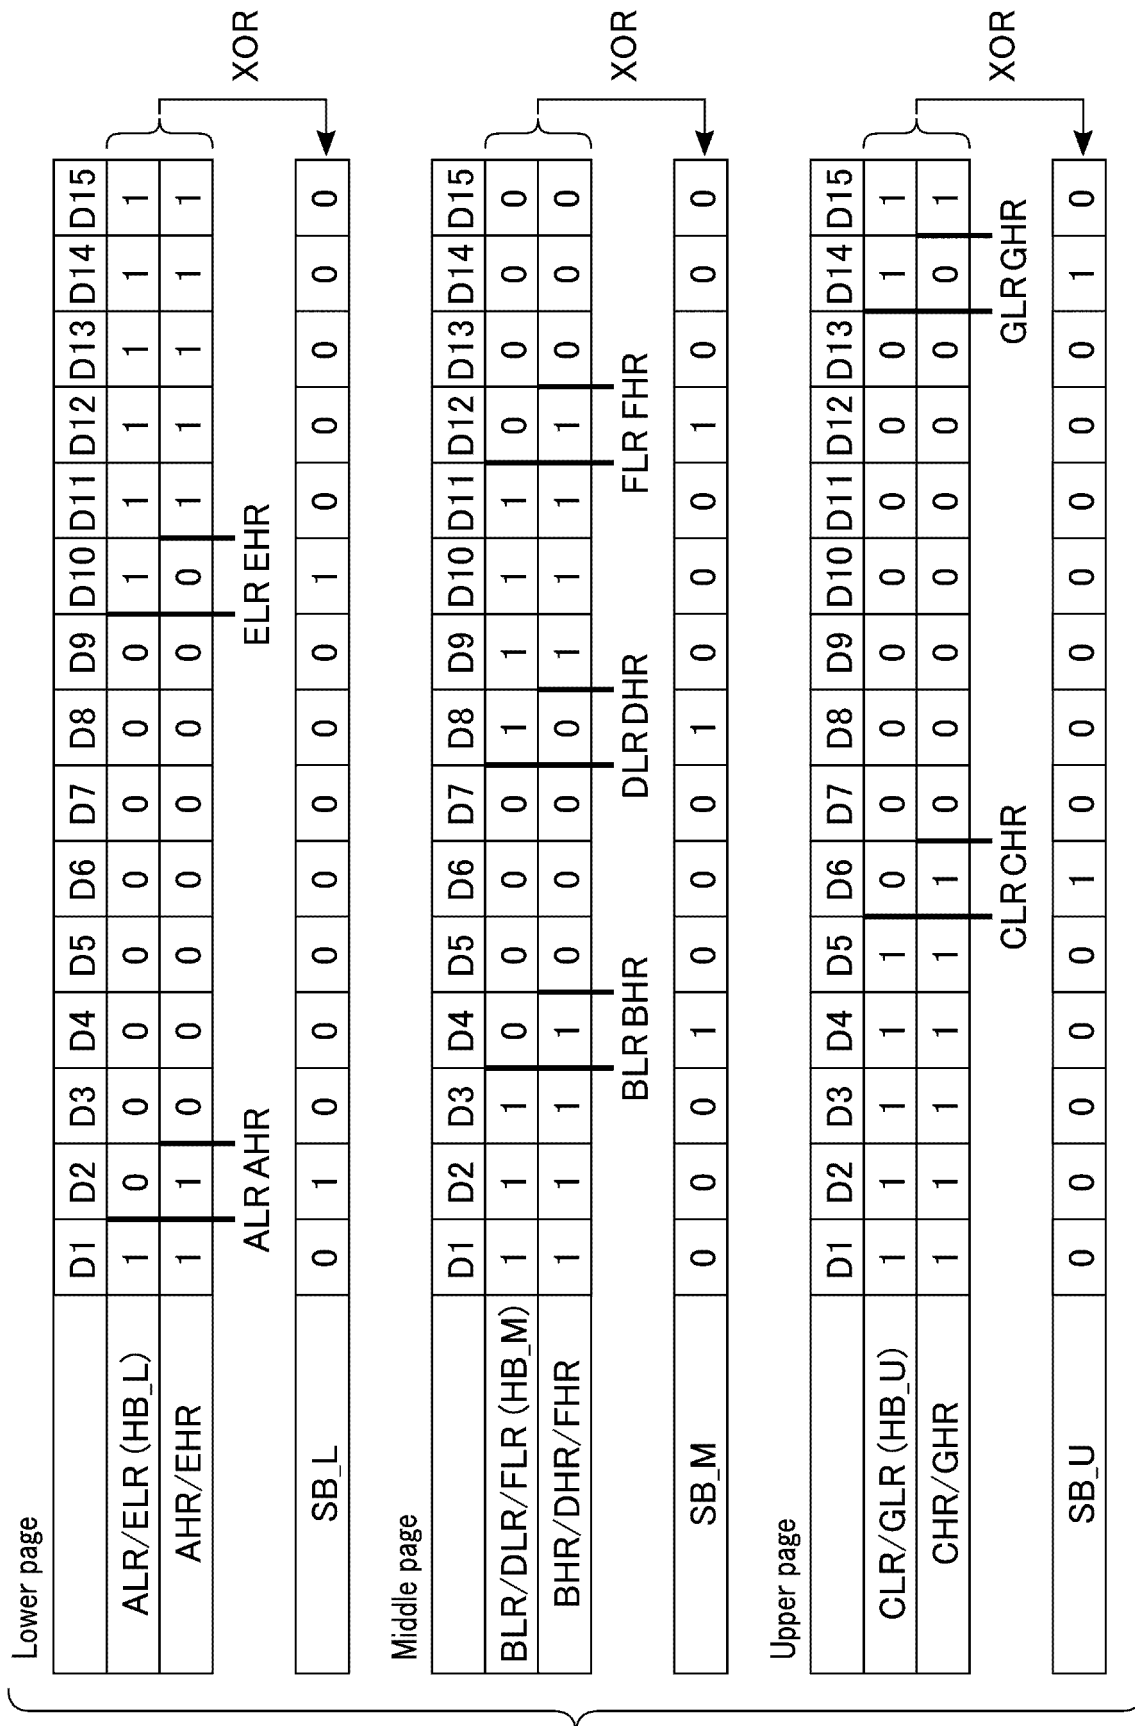 Lower page
D1 D2 D3 D4 D5 D6 D7 D8 D9 D10 D11 D12 D13 D14 D15
ALR/ELR (HB_L) 1 0 0 0 0 0 0 0 0 1 1 1 1 1 1
AHR/EHR 1 1 0 0 0 0 0 0 0 0 1 1 1 1 1
XOR
ALR AHR ELR EHR
SB_L 0 1 0 0 0 0 0 0 0 1 0 0 0 0 0
Middle page
D1 D2 D3 D4 D5 D6 D7 D8 D9 D10 D11 D12 D13 D14 D15
BLR/DLR/FLR (HB_M) 1 1 1 0 0 0 0 1 1 1 1 0 0 0 0
BHR/DHR/FHR 1 1 1 1 0 0 0 0 1 1 1 1 0 0 0
XOR
BLR BHR DLR DHR FLR FHR
SB_M 0 0 0 1 0 0 0 1 0 0 0 1 0 0 0
Upper page
D1 D2 D3 D4 D5 D6 D7 D8 D9 D10 D11 D12 D13 D14 D15
CLR/GLR (HB_U) 1 1 1 1 1 0 0 0 0 0 0 0 0 1 1
CHR/GHR 1 1 1 1 1 1 0 0 0 0 0 0 0 0 1
XOR
CLR CHR GLR GHR
SB_U 0 0 0 0 0 1 0 0 0 0 0 0 0 1 0